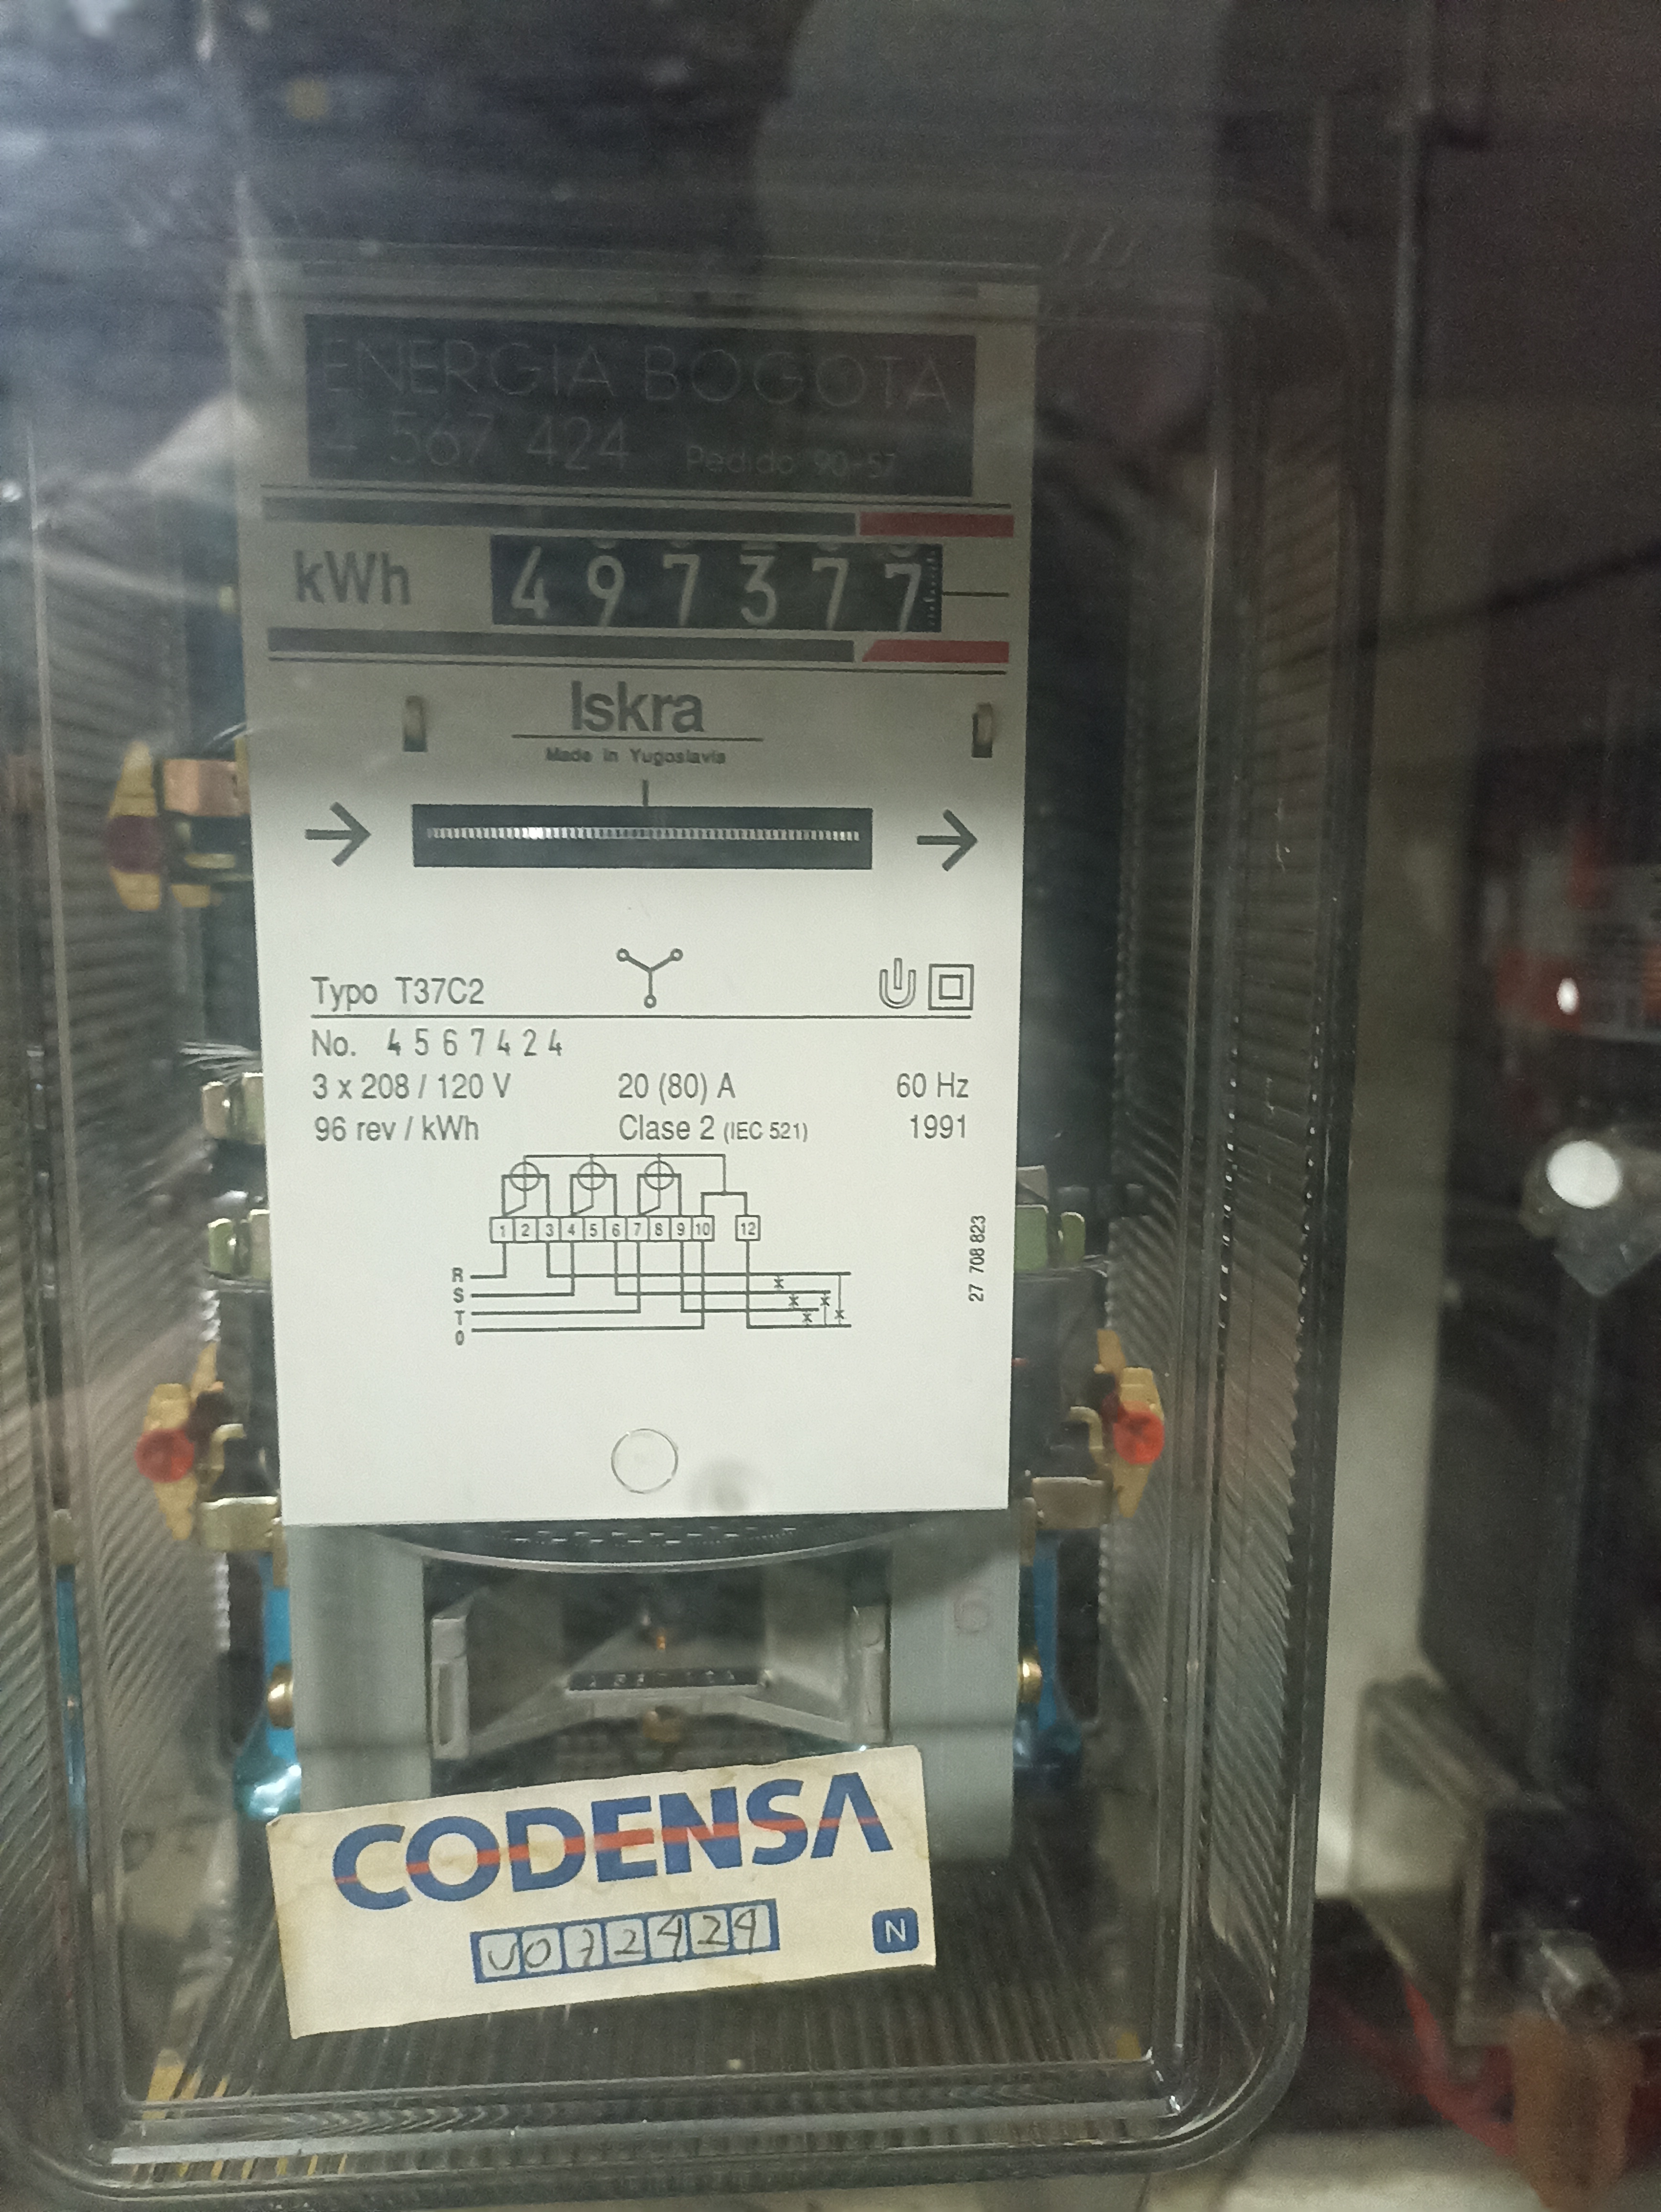 ENERGIA BOGOTA
4 567 424 Pedido 90-57
kWh 497377
Iskra
Made in Yugoslavia
Typo T37C2
No. 4567424
3 x 208 / 120 V 20 (80) A 60 Hz
96 rev / kWh Clase 2 (IEC 521) 1991
1 2 3 4 5 6 7 8 9 10 12
R
S
T
0
27 708 823
6
CODENSA
N